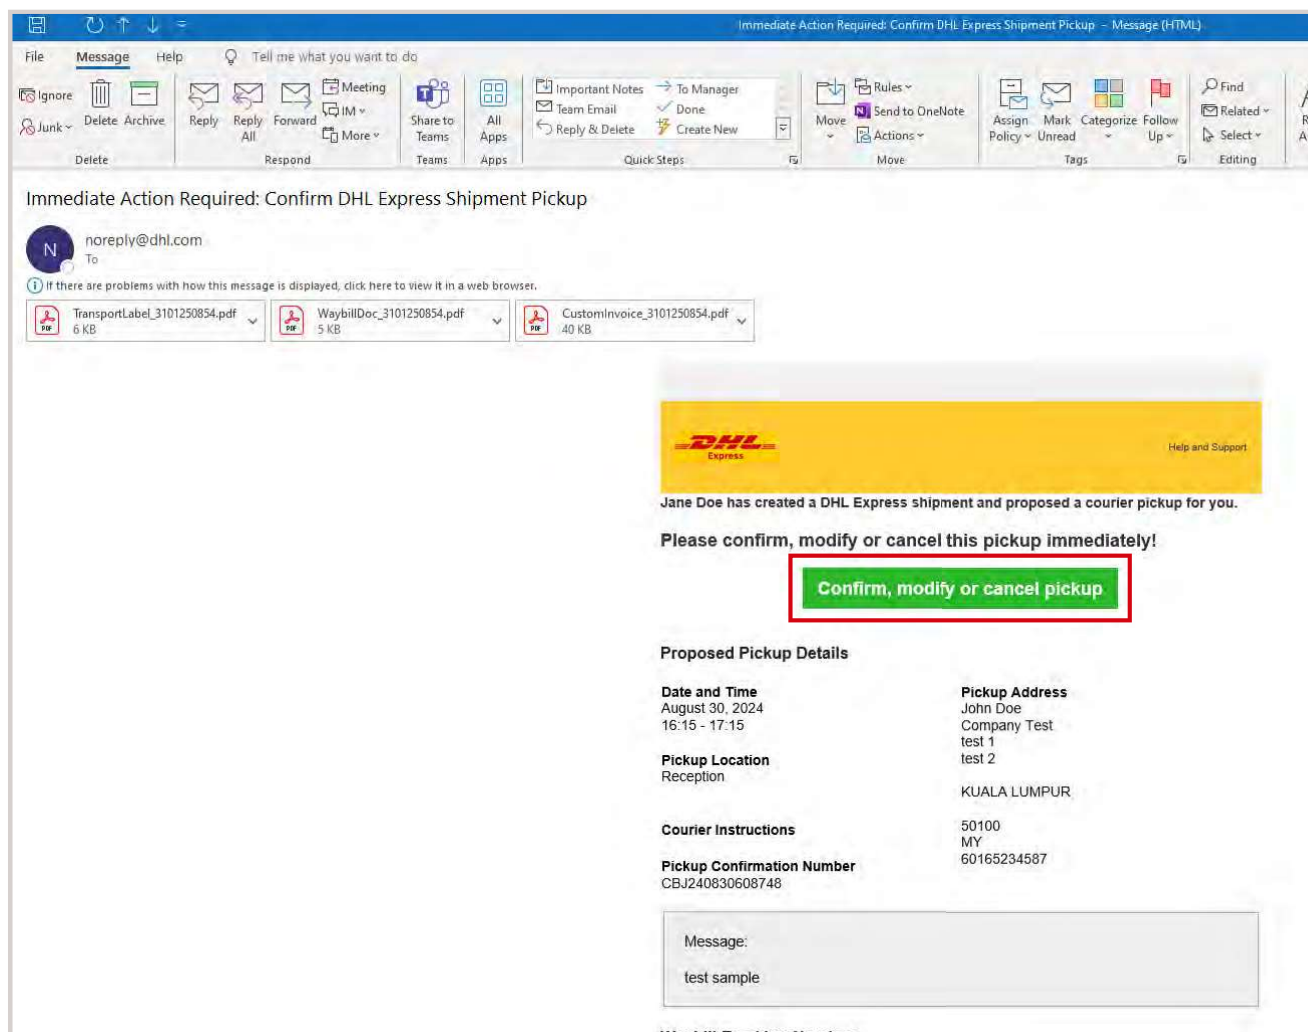 Immediate Action Required: Confirm DHL Express Shipment Pickup - Message (HTML)
File Message Help Tell me what you want to do
Ignore
Junk
Delete Archive
Delete
Reply Reply All Forward
Meeting
IM
More
Respond
Share to Teams
Teams
All Apps
Apps
Important Notes To Manager
Team Email Done
Reply & Delete Create New
Quick Steps
Move
Rules
Send to OneNote
Actions
Move
Assign Policy Mark Unread Categorize Follow Up
Tags
Find
Related
Select
Editing
Immediate Action Required: Confirm DHL Express Shipment Pickup
N
noreply@dhl.com
To
If there are problems with how this message is displayed, click here to view it in a web browser.
PDF TransportLabel_3101250854.pdf
6 KB
PDF WaybillDoc_3101250854.pdf
5 KB
PDF CustomInvoice_3101250854.pdf
40 KB
DHL
Express
Help and Support
Jane Doe has created a DHL Express shipment and proposed a courier pickup for you.
Please confirm, modify or cancel this pickup immediately!
Confirm, modify or cancel pickup
Proposed Pickup Details
Date and Time
August 30, 2024
16:15 - 17:15
Pickup Location
Reception
Courier Instructions
Pickup Confirmation Number
CBJ240830608748
Pickup Address
John Doe
Company Test
test 1
test 2
KUALA LUMPUR
50100
MY
60165234587
Message:
test sample